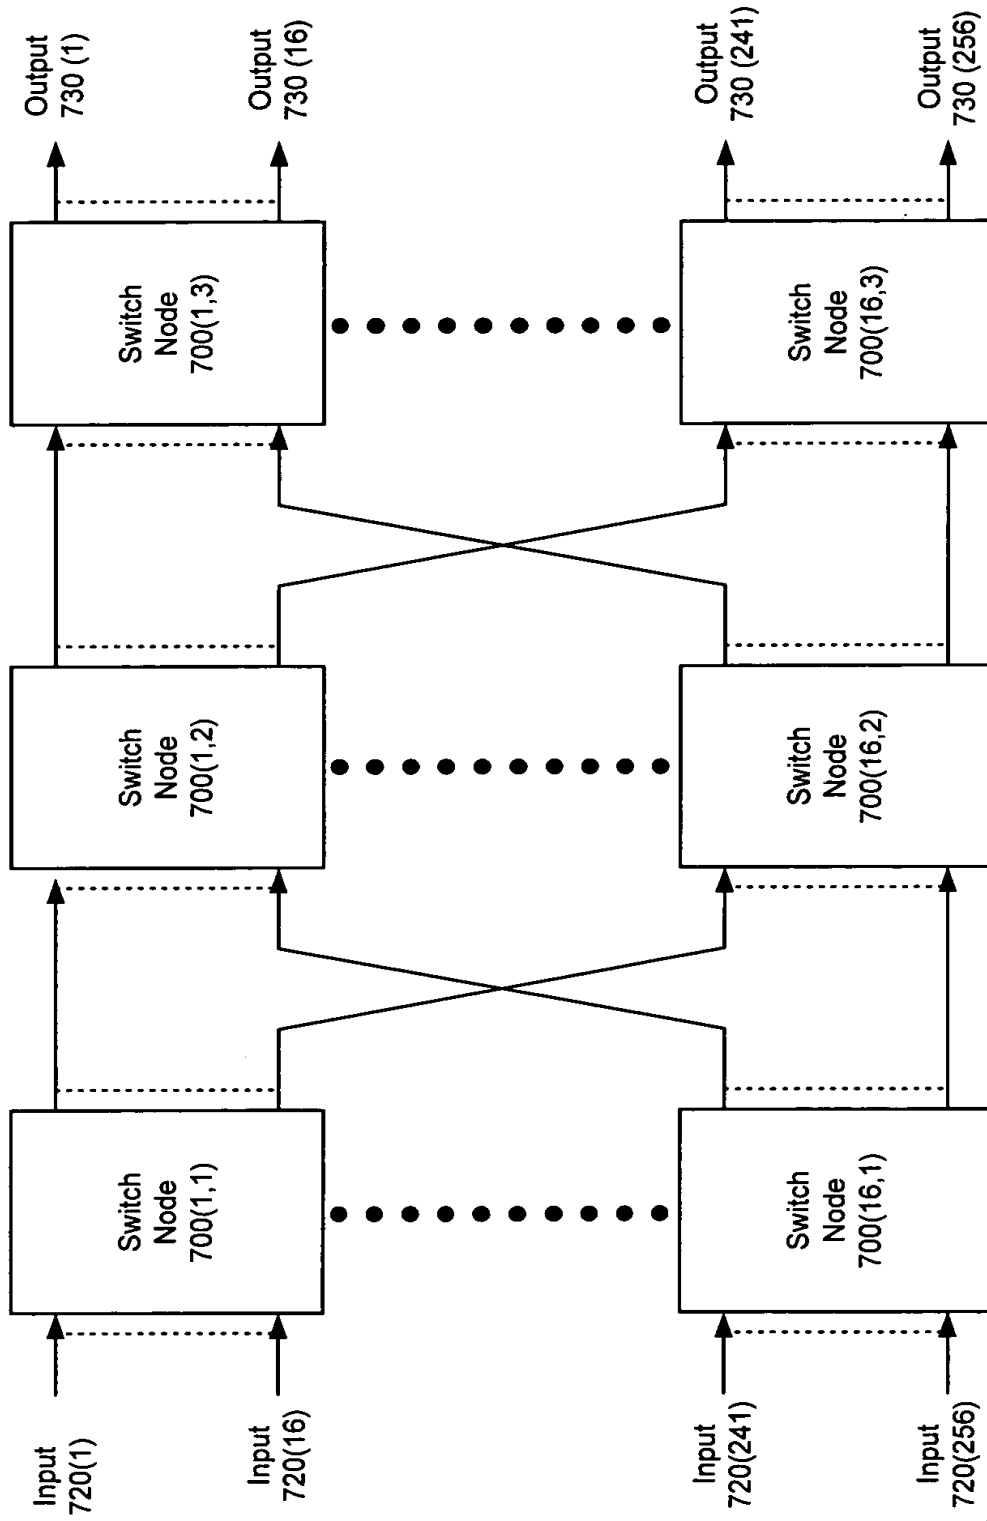 Input
720(1)
Input
720(16)
Input
720(241)
Input
720(256)
Switch
Node
700(1,1)
Switch
Node
700(16,1)
Switch
Node
700(1,2)
Switch
Node
700(16,2)
Switch
Node
700(1,3)
Switch
Node
700(16,3)
Output
730 (1)
Output
730 (16)
Output
730 (241)
Output
730 (256)